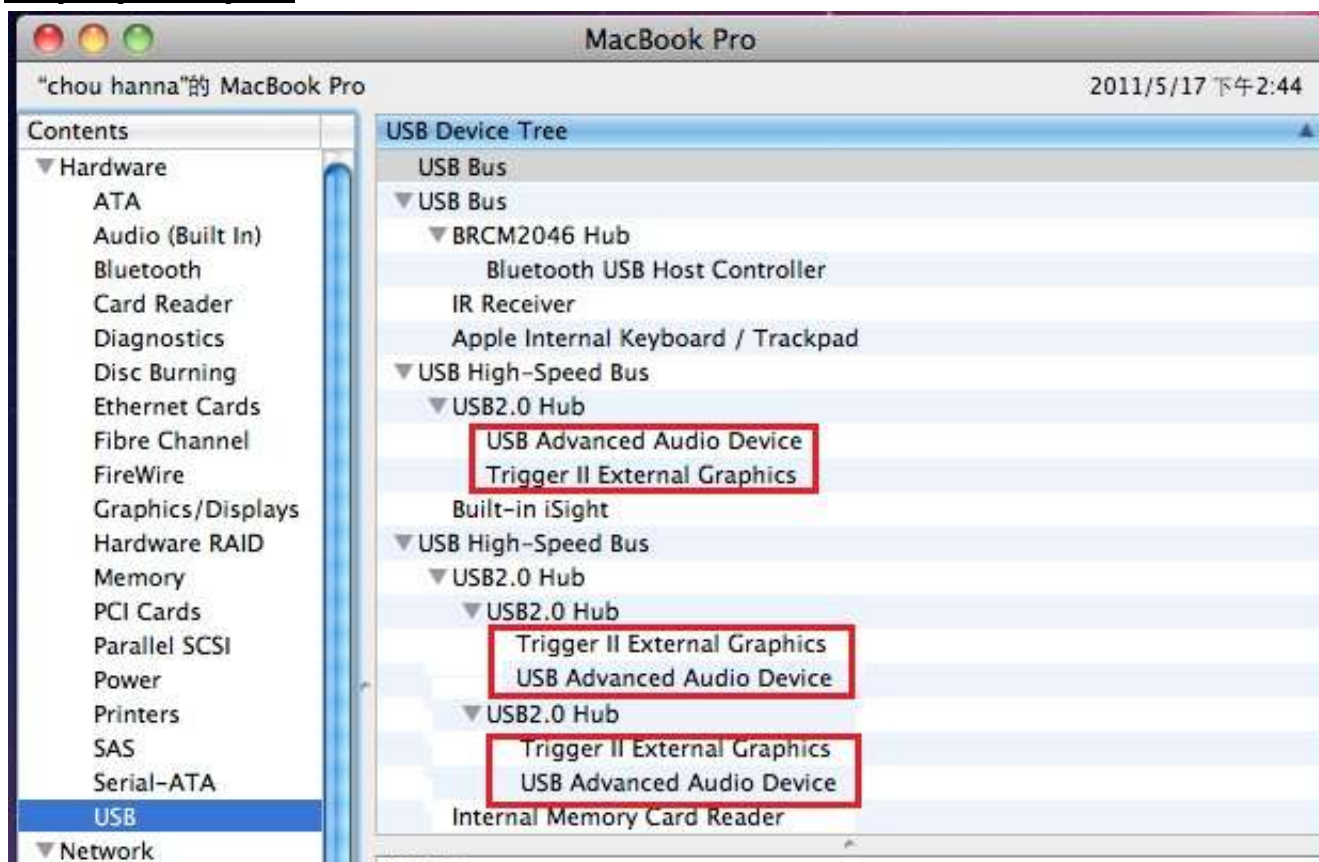 MacBook Pro
“chou hanna”的 MacBook Pro
2011/5/17 下午2:44
Contents
Hardware
ATA
Audio (Built In)
Bluetooth
Card Reader
Diagnostics
Disc Burning
Ethernet Cards
Fibre Channel
FireWire
Graphics/Displays
Hardware RAID
Memory
PCI Cards
Parallel SCSI
Power
Printers
SAS
Serial-ATA
USB
Network
USB Device Tree
USB Bus
USB Bus
BRCM2046 Hub
Bluetooth USB Host Controller
IR Receiver
Apple Internal Keyboard / Trackpad
USB High-Speed Bus
USB2.0 Hub
USB Advanced Audio Device
Trigger II External Graphics
Built-in iSight
USB High-Speed Bus
USB2.0 Hub
USB2.0 Hub
Trigger II External Graphics
USB Advanced Audio Device
USB2.0 Hub
Trigger II External Graphics
USB Advanced Audio Device
Internal Memory Card Reader